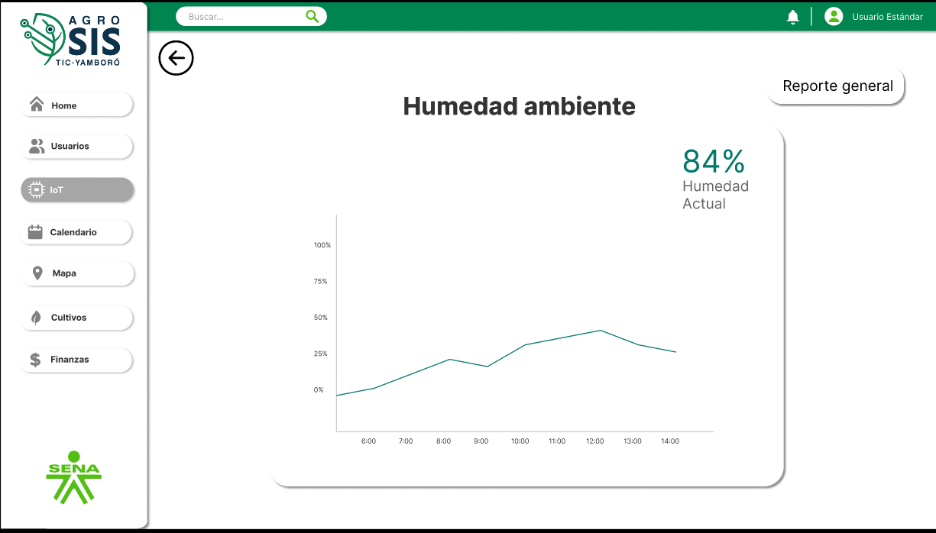 AGRO
SIS
TIC-YAMBORÓ
Buscar...
Usuario Estándar
Home
Usuarios
IoT
Calendario
Mapa
Cultivos
Finanzas
SENA
Reporte general
Humedad ambiente
84%
Humedad
Actual
100%
75%
50%
25%
0%
6:00 7:00 8:00 9:00 10:00 11:00 12:00 13:00 14:00